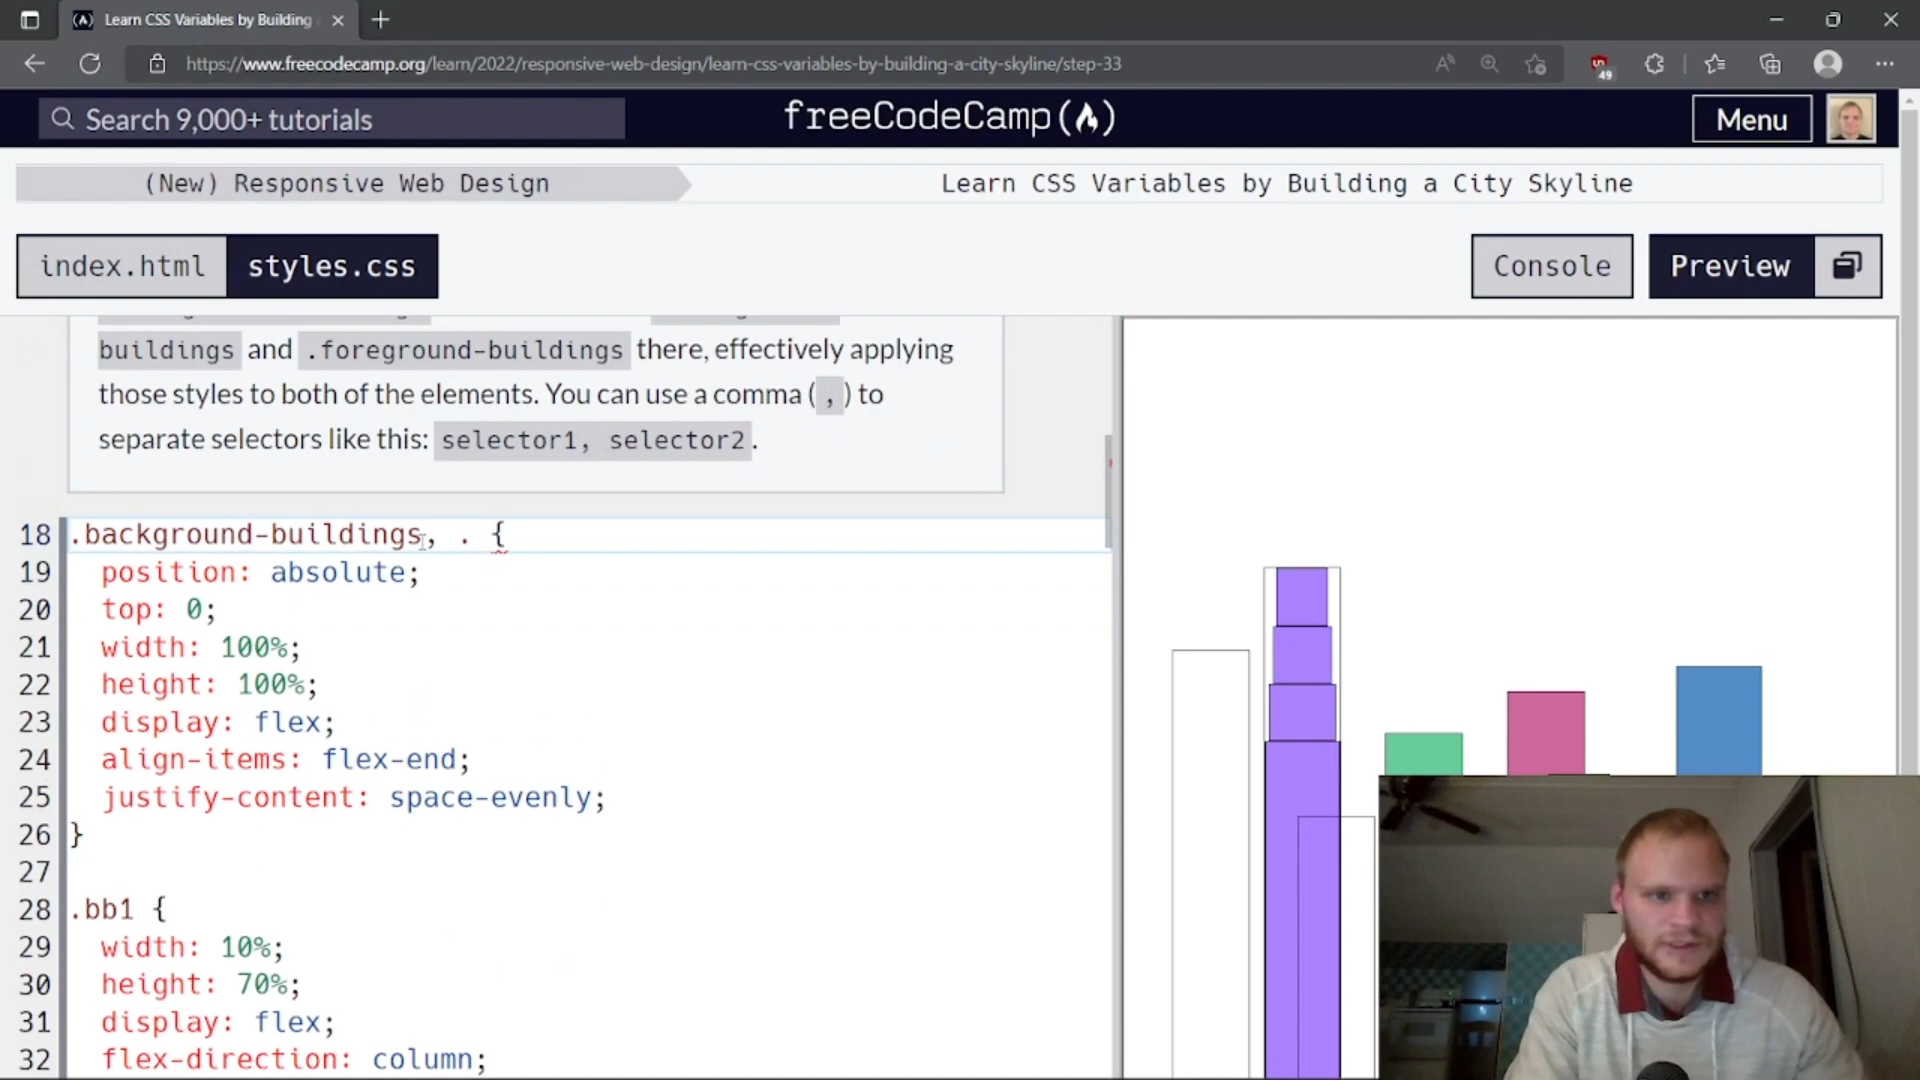 Learn CSS Variables by Building
https://www.freecodecamp.org/learn/2022/responsive-web-design/learn-css-variables-by-building-a-city-skyline/step-33
49
Search 9,000+ tutorials
freeCodeCamp
Menu
(New) Responsive Web Design
Learn CSS Variables by Building a City Skyline
index.html
styles.css
Console
Preview
buildings and .foreground-buildings there, effectively applying
those styles to both of the elements. You can use a comma ( , ) to
separate selectors like this: selector1, selector2 .
18 .background-buildings, . {
19 position: absolute;
20 top: 0;
21 width: 100%;
22 height: 100%;
23 display: flex;
24 align-items: flex-end;
25 justify-content: space-evenly;
26 }
27
28 .bb1 {
29 width: 10%;
30 height: 70%;
31 display: flex;
32 flex-direction: column;